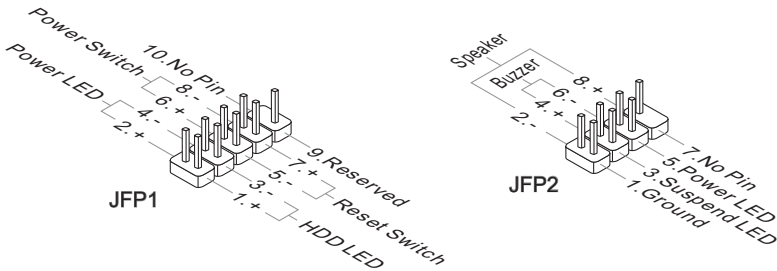 Power Switch
Power LED
10.No Pin
8.-
6.+
4.-
2.+
9.Reserved
7.+
5.-
3.-
1.+
Reset Switch
HDD LED
JFP1
Speaker
Buzzer
8.+
6.-
4.+
2.-
7.No Pin
5.Power LED
3.Suspend LED
1.Ground
JFP2